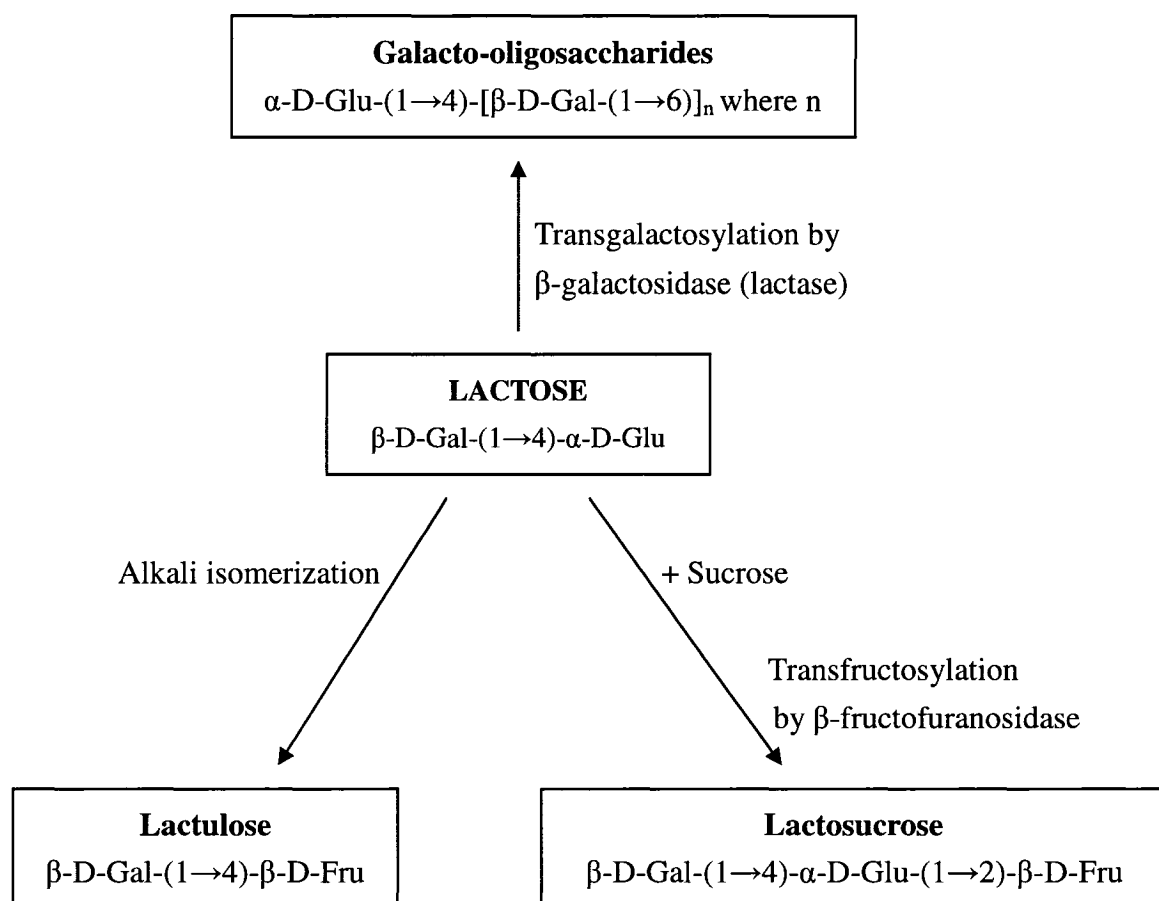 Galacto-oligosaccharides
α-D-Glu-(1→4)-[β-D-Gal-(1→6)]n where n
Transgalactosylation by
β-galactosidase (lactase)
LACTOSE
β-D-Gal-(1→4)-α-D-Glu
Alkali isomerization
+ Sucrose
Transfructosylation
by β-fructofuranosidase
Lactulose
β-D-Gal-(1→4)-β-D-Fru
Lactosucrose
β-D-Gal-(1→4)-α-D-Glu-(1→2)-β-D-Fru